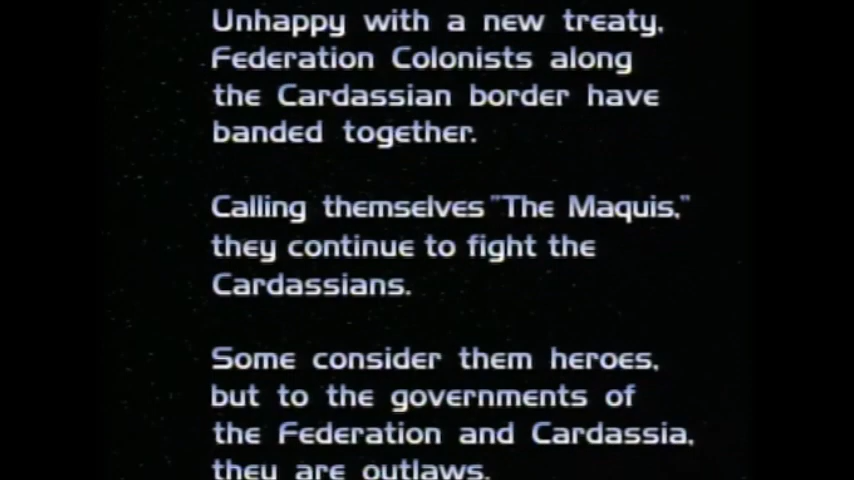 Unhappy with a new treaty,
Federation Colonists along
the Cardassian border have
banded together.
Calling themselves "The Maquis,"
they continue to fight the
Cardassians.
Some consider them heroes,
but to the governments of
the Federation and Cardassia,
they are outlaws.